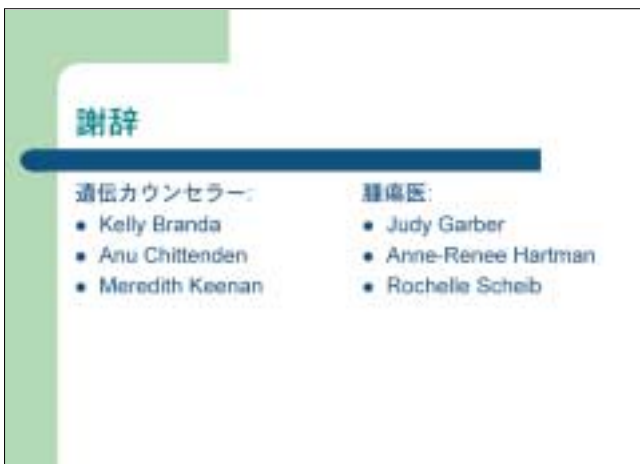 謝辞
遺伝カウンセラー:
• Kelly Branda
• Anu Chittenden
• Meredith Keenan
腫瘍医:
• Judy Garber
• Anne-Renee Hartman
• Rochelle Scheib